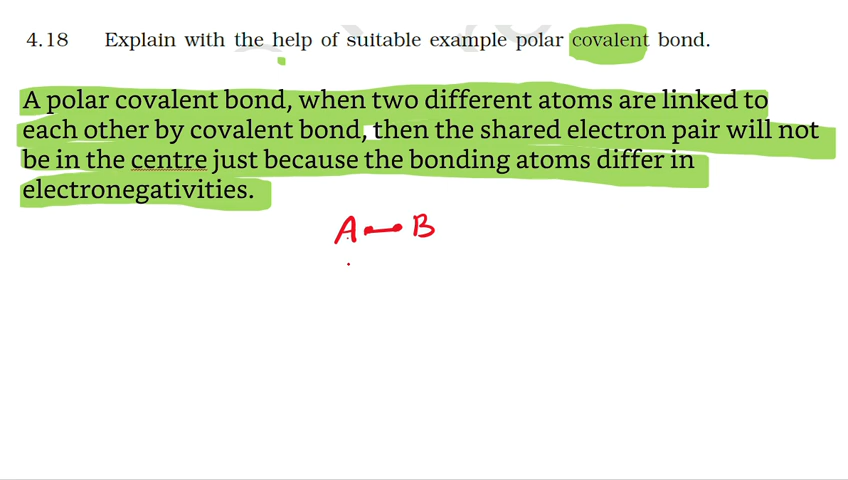 4.18 Explain with the help of suitable example polar covalent bond.
A polar covalent bond, when two different atoms are linked to
each other by covalent bond, then the shared electron pair will not
be in the centre just because the bonding atoms differ in
electronegativities.
A—B